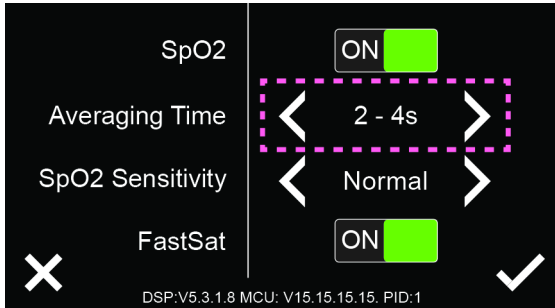 SpO2 ON
Averaging Time 2 - 4s
SpO2 Sensitivity Normal
FastSat ON
DSP:V5.3.1.8 MCU: V15.15.15.15. PID:1